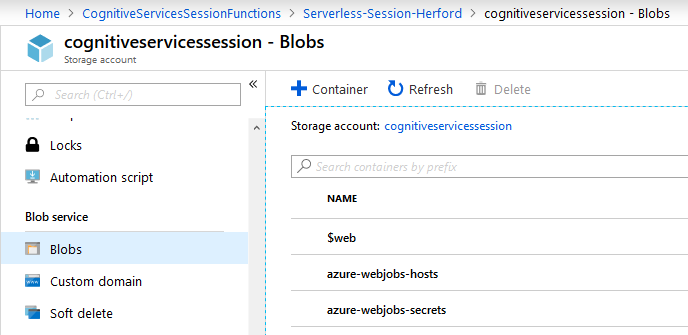 Home > CognitiveServicesSessionFunctions > Serverless-Session-Herford > cognitiveservicessession - Blobs
cognitiveservicessession - Blobs
Storage account
Search (Ctrl+/)
Locks
Automation script
Blob service
Blobs
Custom domain
Soft delete
Container Refresh Delete
Storage account: cognitiveservicessession
Search containers by prefix
NAME
$web
azure-webjobs-hosts
azure-webjobs-secrets